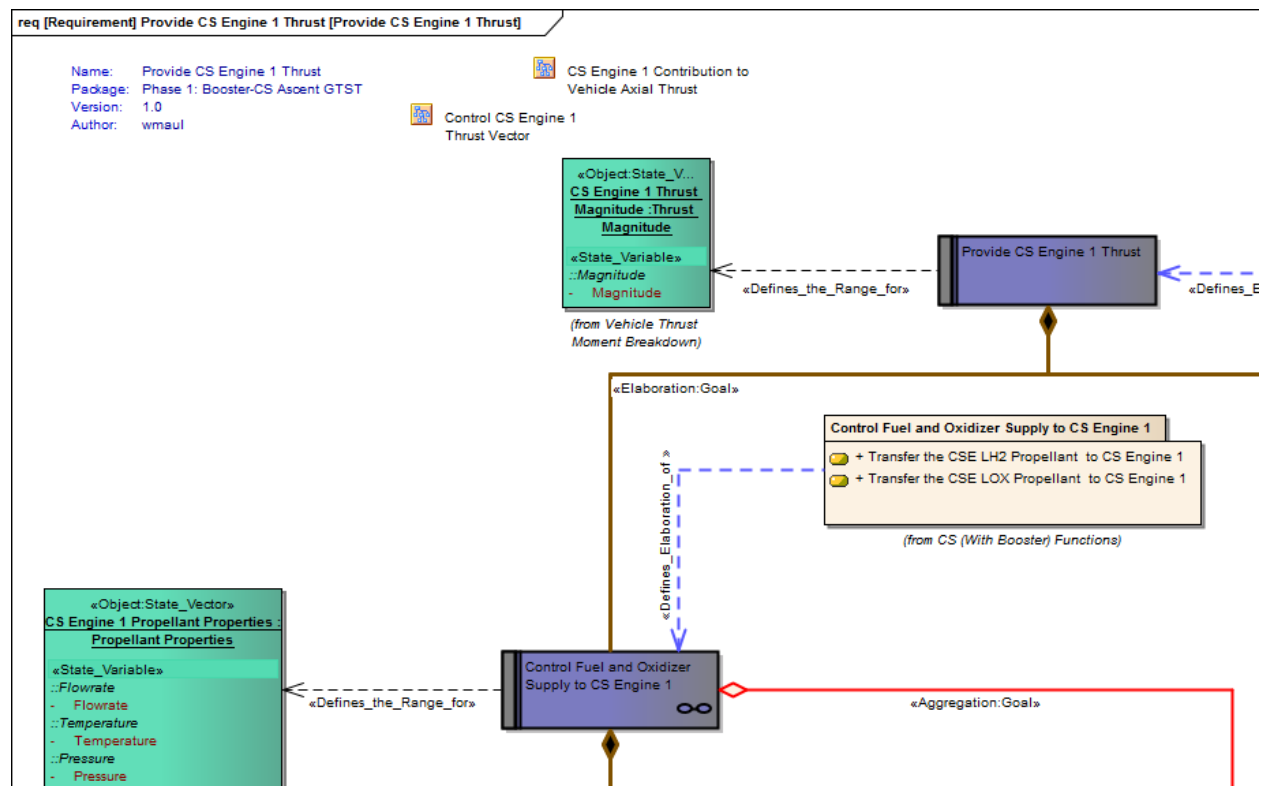 req [Requirement] Provide CS Engine 1 Thrust [Provide CS Engine 1 Thrust]
Name: Provide CS Engine 1 Thrust
Package: Phase 1: Booster-CS Ascent GTST
Version: 1.0
Author: wmaul
CS Engine 1 Contribution to
Vehicle Axial Thrust
Control CS Engine 1
Thrust Vector
«Object:State_V...
CS Engine 1 Thrust
Magnitude :Thrust
Magnitude
«State_Variable»
::Magnitude
- Magnitude
(from Vehicle Thrust
Moment Breakdown)
«Defines_the_Range_for»
Provide CS Engine 1 Thrust
«Defines_E
«Elaboration:Goal»
Control Fuel and Oxidizer Supply to CS Engine 1
+ Transfer the CSE LH2 Propellant to CS Engine 1
+ Transfer the CSE LOX Propellant to CS Engine 1
(from CS (With Booster) Functions)
«Defines_Elaboration_of »
«Object:State_Vector»
CS Engine 1 Propellant Properties :
Propellant Properties
«State_Variable»
::Flowrate
- Flowrate
::Temperature
- Temperature
::Pressure
- Pressure
«Defines_the_Range_for»
Control Fuel and Oxidizer
Supply to CS Engine 1
«Aggregation:Goal»